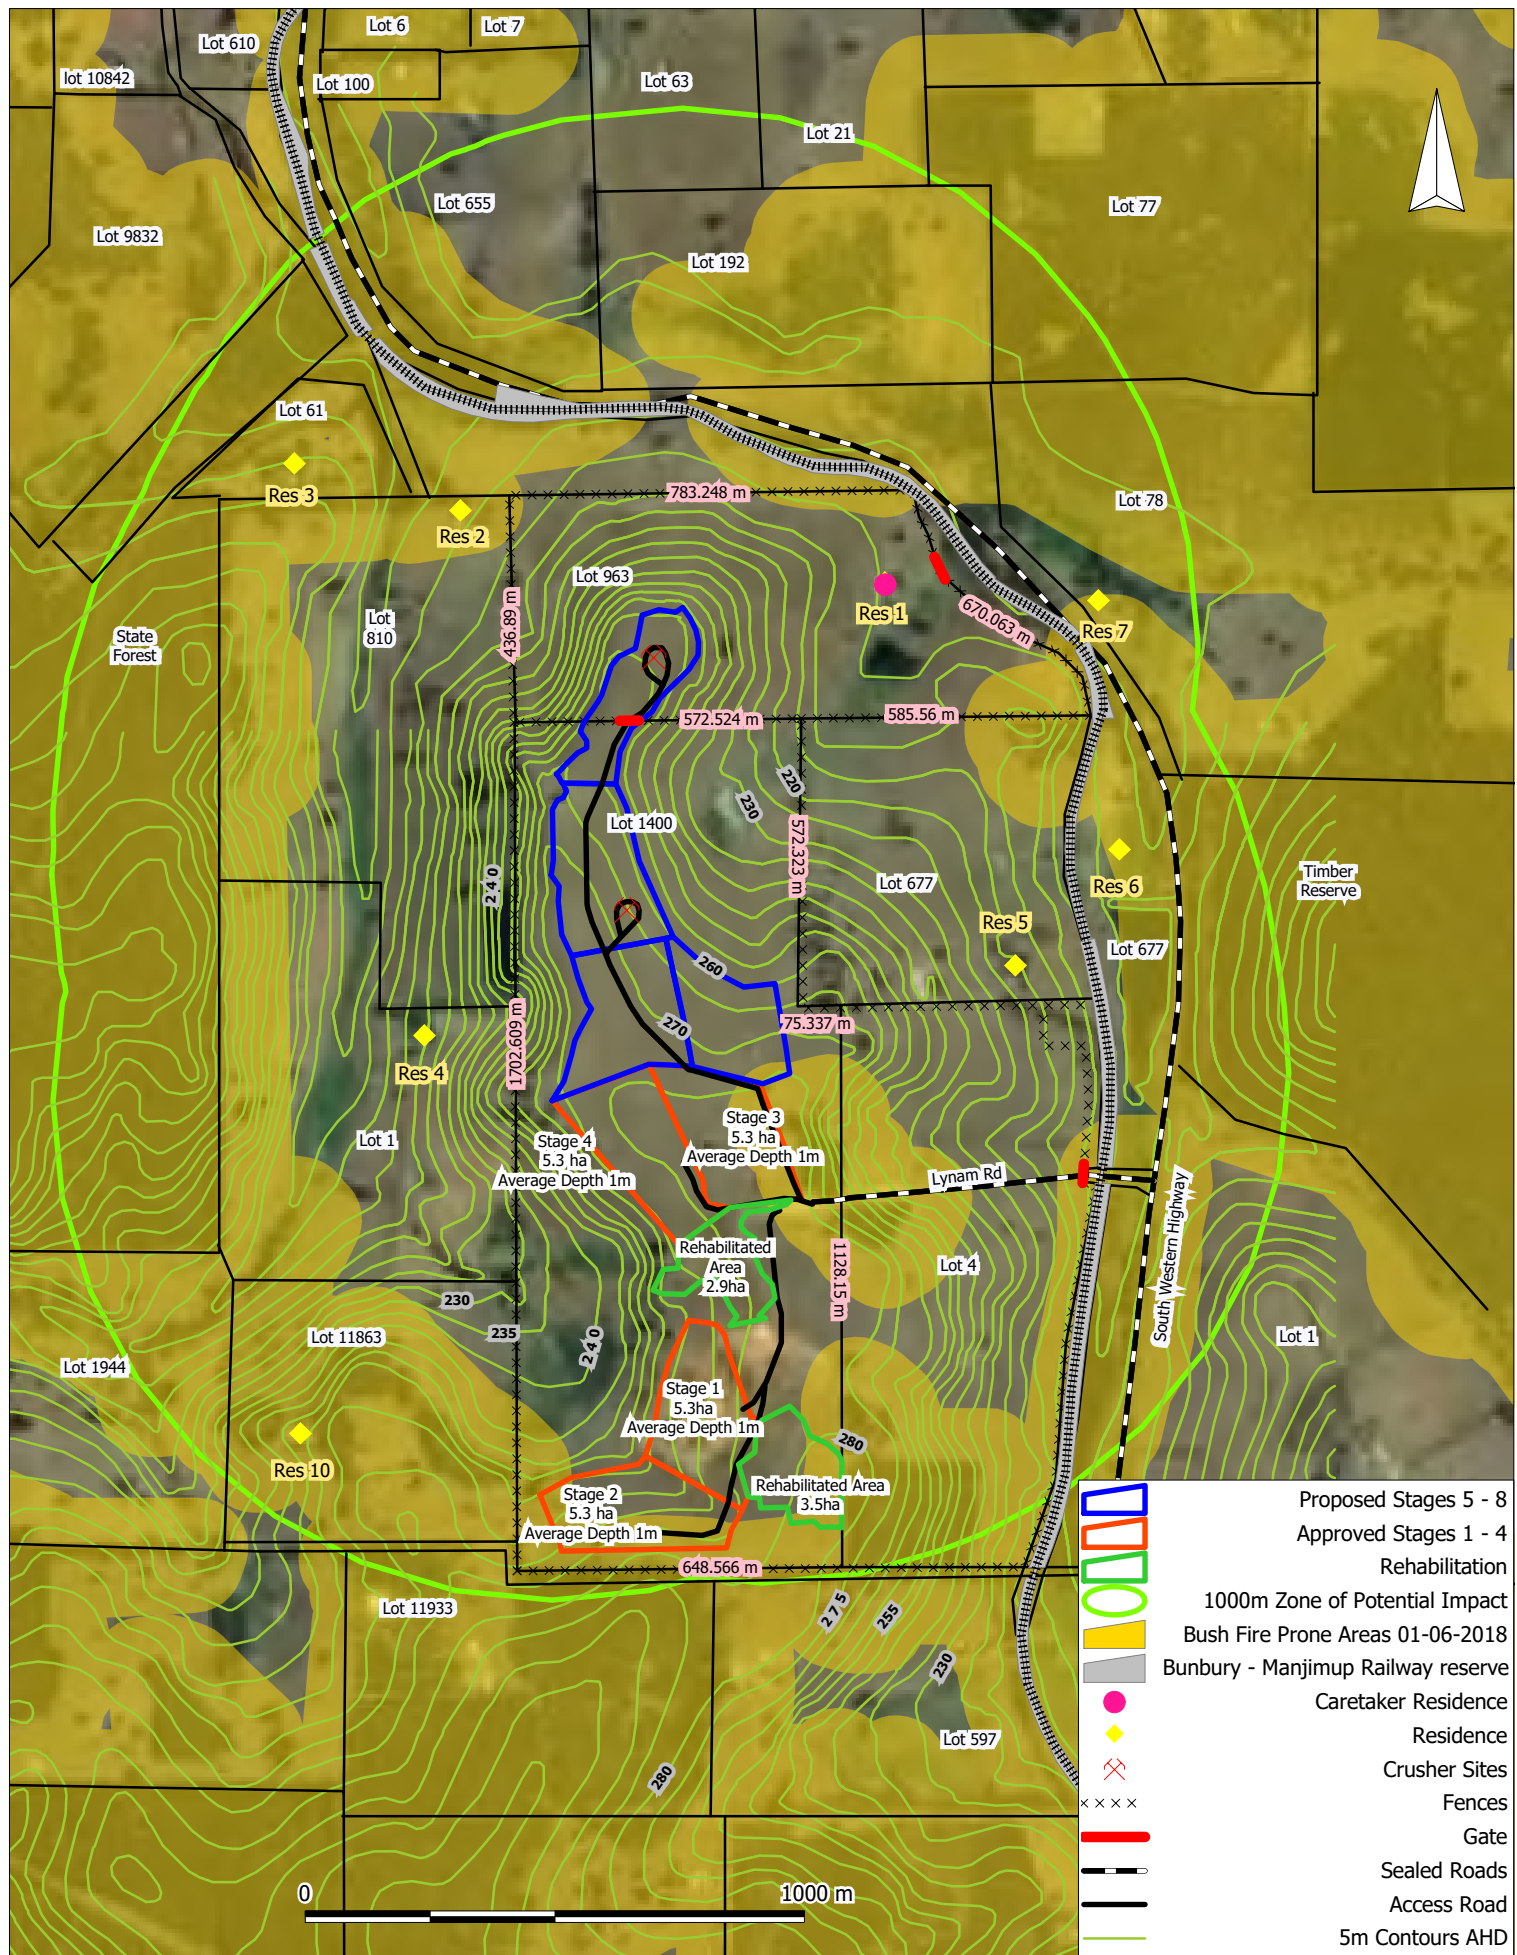 Lot 6
Lot 7
Lot 610
lot 10842
Lot 100
Lot 63
Lot 21
Lot 655
Lot 77
Lot 9832
Lot 192
Lot 61
Res 3
Res 2
783.248 m
Lot 78
Lot 963
436.89 m
Res 1
670.063 m
Res 7
Lot
810
State
Forest
572.524 m
585.56 m
220
230
Lot 1400
572.323 m
240
Lot 677
Res 6
Timber
Reserve
Res 5
Lot 677
260
270
75.337 m
1702.609 m
Res 4
Lot 1
Stage 4
5.3 ha
Average Depth 1m
Stage 3
5.3 ha
Average Depth 1m
Lynam Rd
South Western Highway
Rehabilitated
Area
2.9ha
1128.15 m
Lot 4
230
235
240
Lot 11863
Lot 1944
Lot 1
Stage 1
5.3ha
Average Depth 1m
280
Res 10
Rehabilitated Area
3.5ha
Stage 2
5.3 ha
Average Depth 1m
648.566 m
Lot 11933
275
255
230
Lot 597
280
0
1000 m
Proposed Stages 5 - 8
Approved Stages 1 - 4
Rehabilitation
1000m Zone of Potential Impact
Bush Fire Prone Areas 01-06-2018
Bunbury - Manjimup Railway reserve
Caretaker Residence
Residence
Crusher Sites
Fences
Gate
Sealed Roads
Access Road
5m Contours AHD